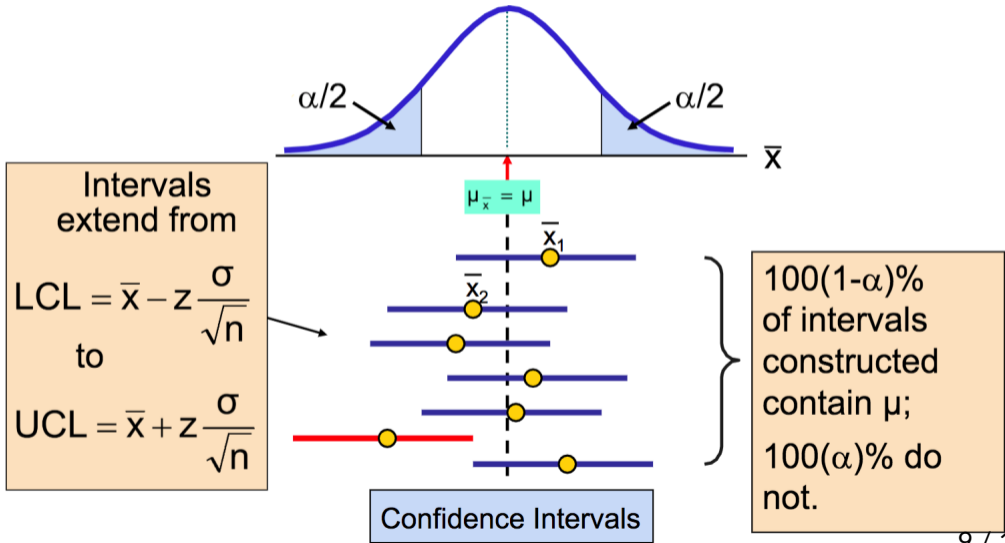 α/2
α/2
x̅
μx̅ = μ
Intervals
extend from
LCL = x̅ − z σ/√n
to
UCL = x̅ + z σ/√n
x̅1
x̅2
100(1-α)%
of intervals
constructed
contain μ;
100(α)% do
not.
Confidence Intervals